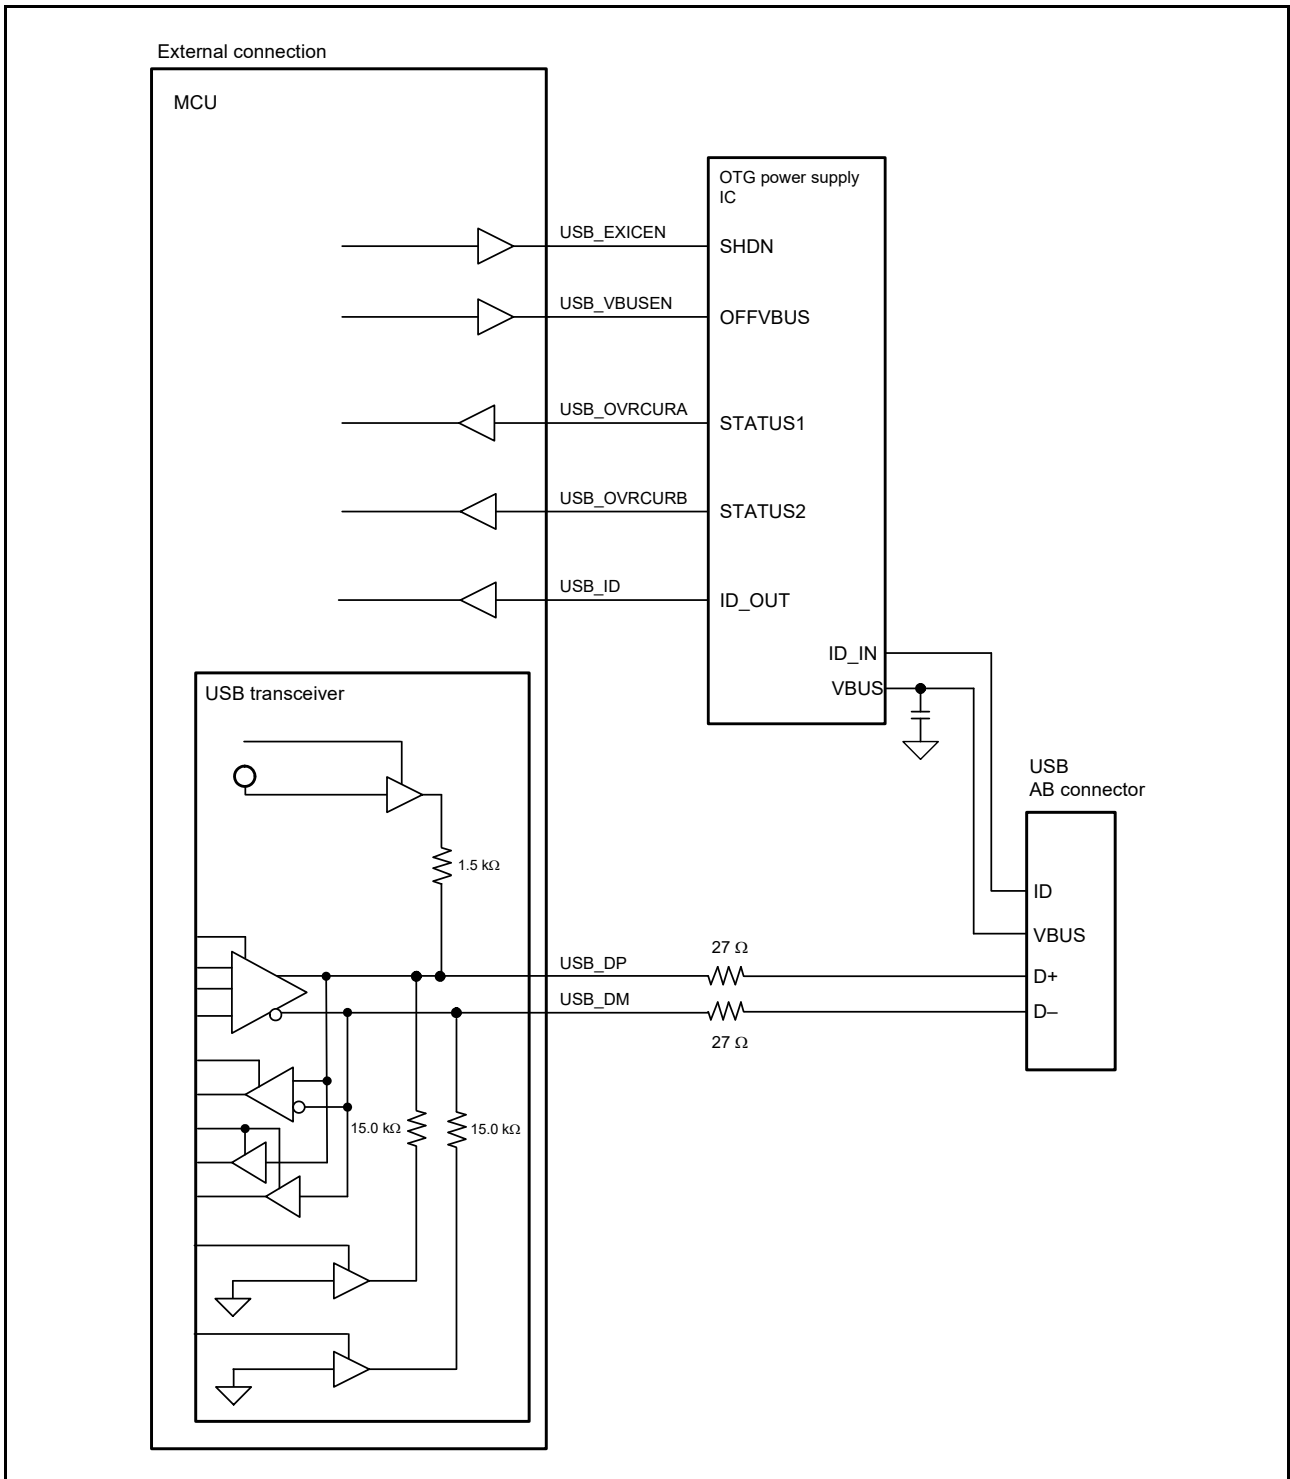 External connection
MCU
OTG power supply
IC
USB_EXICEN
SHDN
USB_VBUSEN
OFFVBUS
USB_OVRCURA
STATUS1
USB_OVRCURB
STATUS2
USB_ID
ID_OUT
ID_IN
VBUS
USB transceiver
USB
AB connector
1.5 kΩ
ID
VBUS
27 Ω
USB_DP
D+
USB_DM
D–
27 Ω
15.0 kΩ
15.0 kΩ